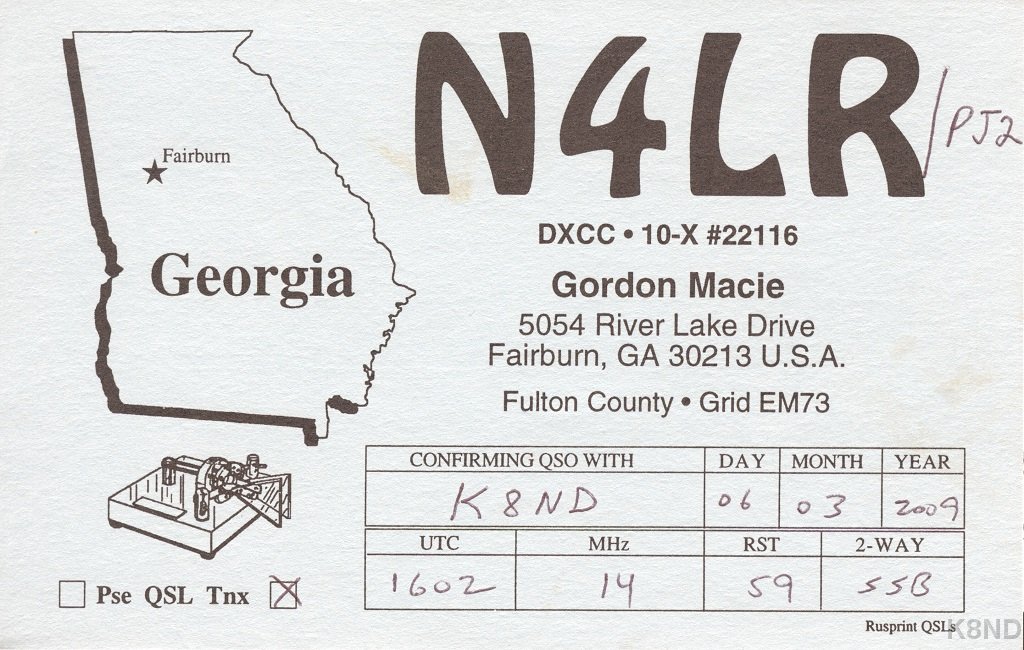 N4LR/PJ2
Fairburn
Georgia
DXCC • 10-X #22116
Gordon Macie
5054 River Lake Drive
Fairburn, GA 30213 U.S.A.
Fulton County • Grid EM73
CONFIRMING QSO WITH DAY MONTH YEAR
K8ND 06 03 2009
UTC MHz RST 2-WAY
1602 14 59 SSB
Pse QSL Tnx
Rusprint QSLs
K8ND